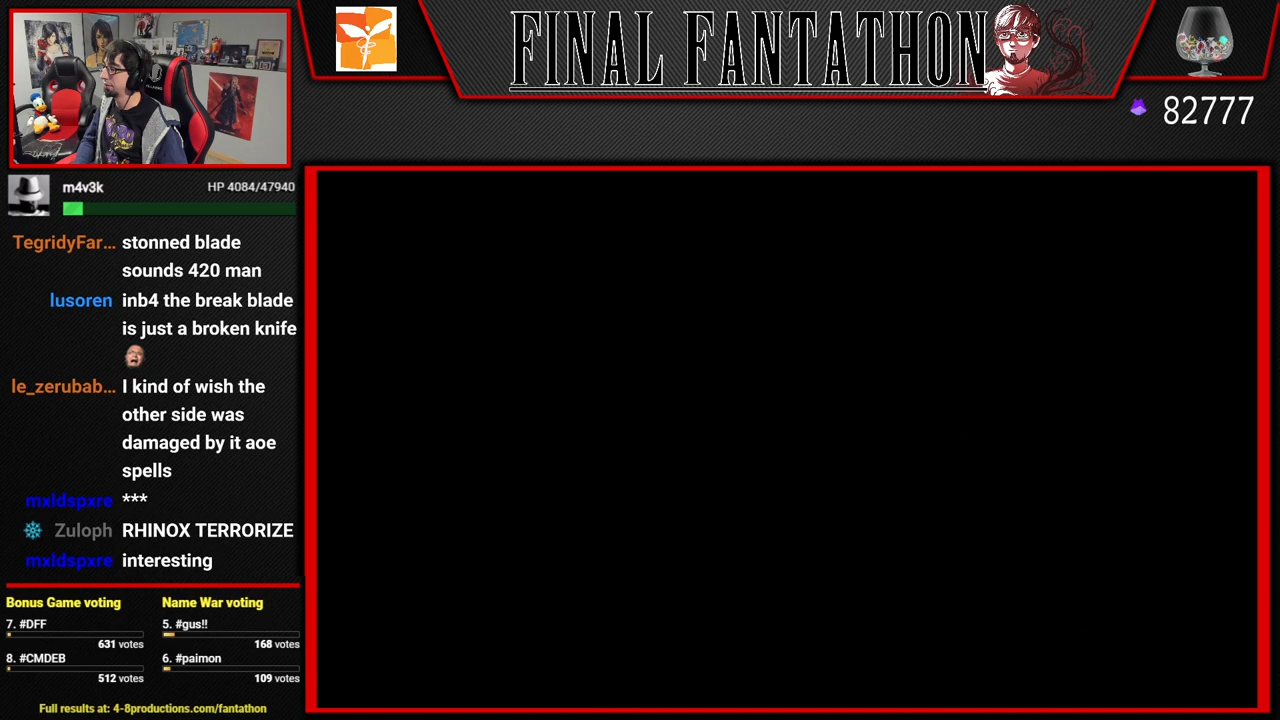 FINAL FANTATHON
82777
m4v3k HP 4084/47940
TegridyFar... stonned blade
sounds 420 man
lusoren inb4 the break blade
is just a broken knife
le_zerubab... I kind of wish the
other side was
damaged by it aoe
spells
mxldspxre ***
Zuloph RHINOX TERRORIZE
mxldspxre interesting
Bonus Game voting Name War voting
7. #DFF 5. #gus!!
631 votes 168 votes
8. #CMDEB 6. #paimon
512 votes 109 votes
Full results at: 4-8productions.com/fantathon